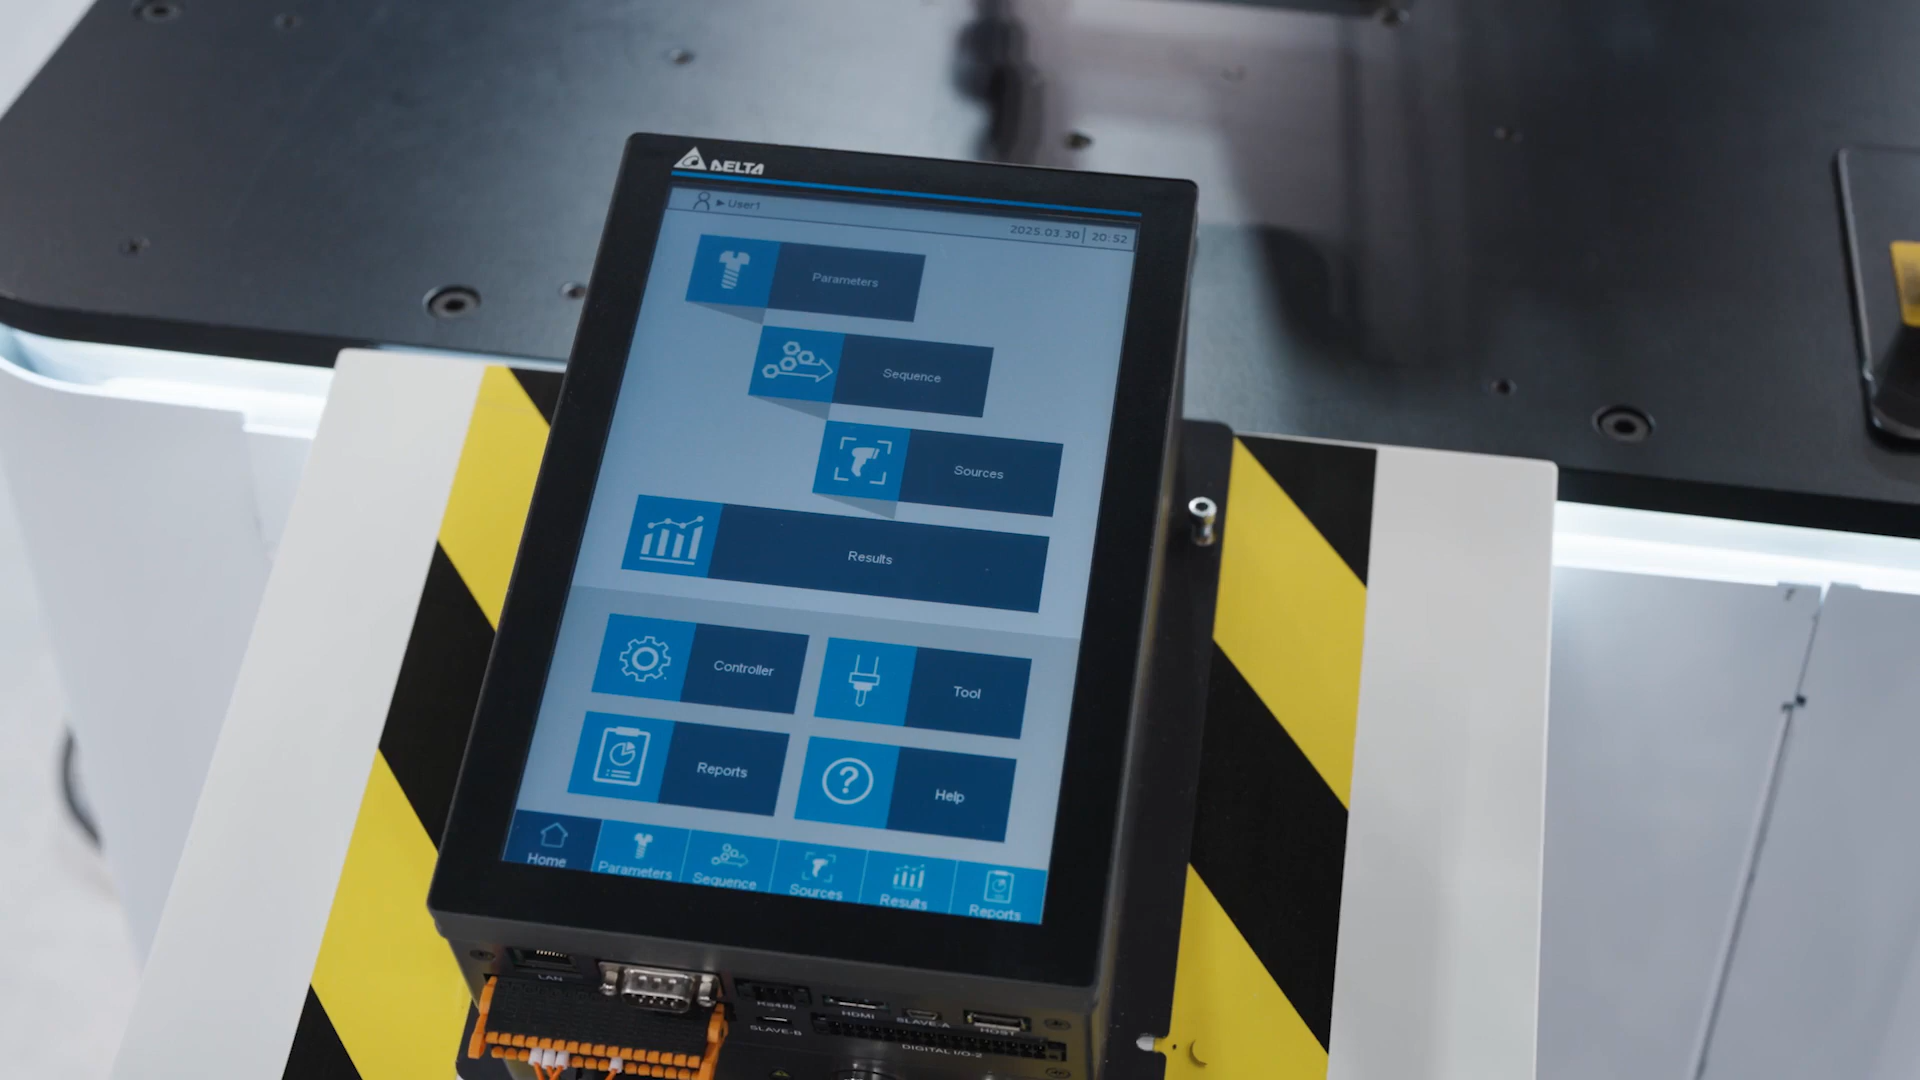 DELTA
User1
2025.03.30 20:52
Parameters
Sequence
Sources
Results
Controller
Tool
Reports
Help
Home
Parameters
Sequence
Sources
Results
Reports
LAN
RS485
HDMI
SLAVE-A
HOST
SLAVE-B
DIGITAL I/O-2